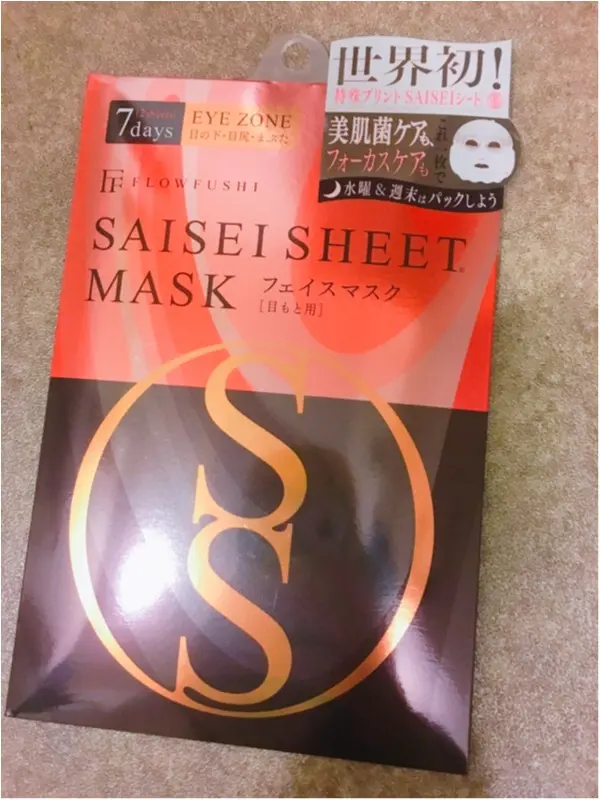 世界初!
特殊プリントSAISEIシート
美肌菌ケアも、
フォーカスケアも
これ一枚で
水曜&週末はパックしよう
7days
EYE ZONE
目の下・目尻・まぶた
FLOWFUSHI
SAISEI SHEET
MASK フェイスマスク
[目もと用]
SS